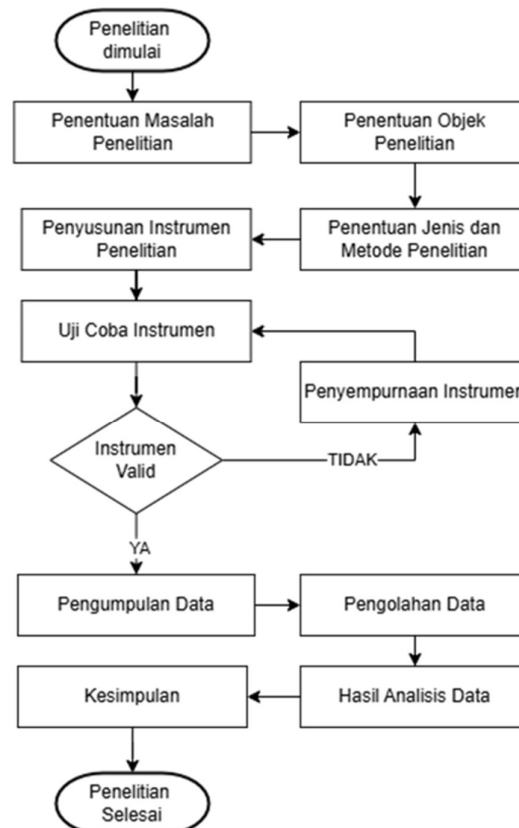 Penelitian
dimulai
Penentuan Masalah
Penelitian
Penentuan Objek
Penelitian
Penentuan Jenis dan
Metode Penelitian
Penyusunan Instrumen
Penelitian
Uji Coba Instrumen
Penyempurnaan Instrumen
Instrumen
Valid
TIDAK
YA
Pengumpulan Data
Pengolahan Data
Hasil Analisis Data
Kesimpulan
Penelitian
Selesai